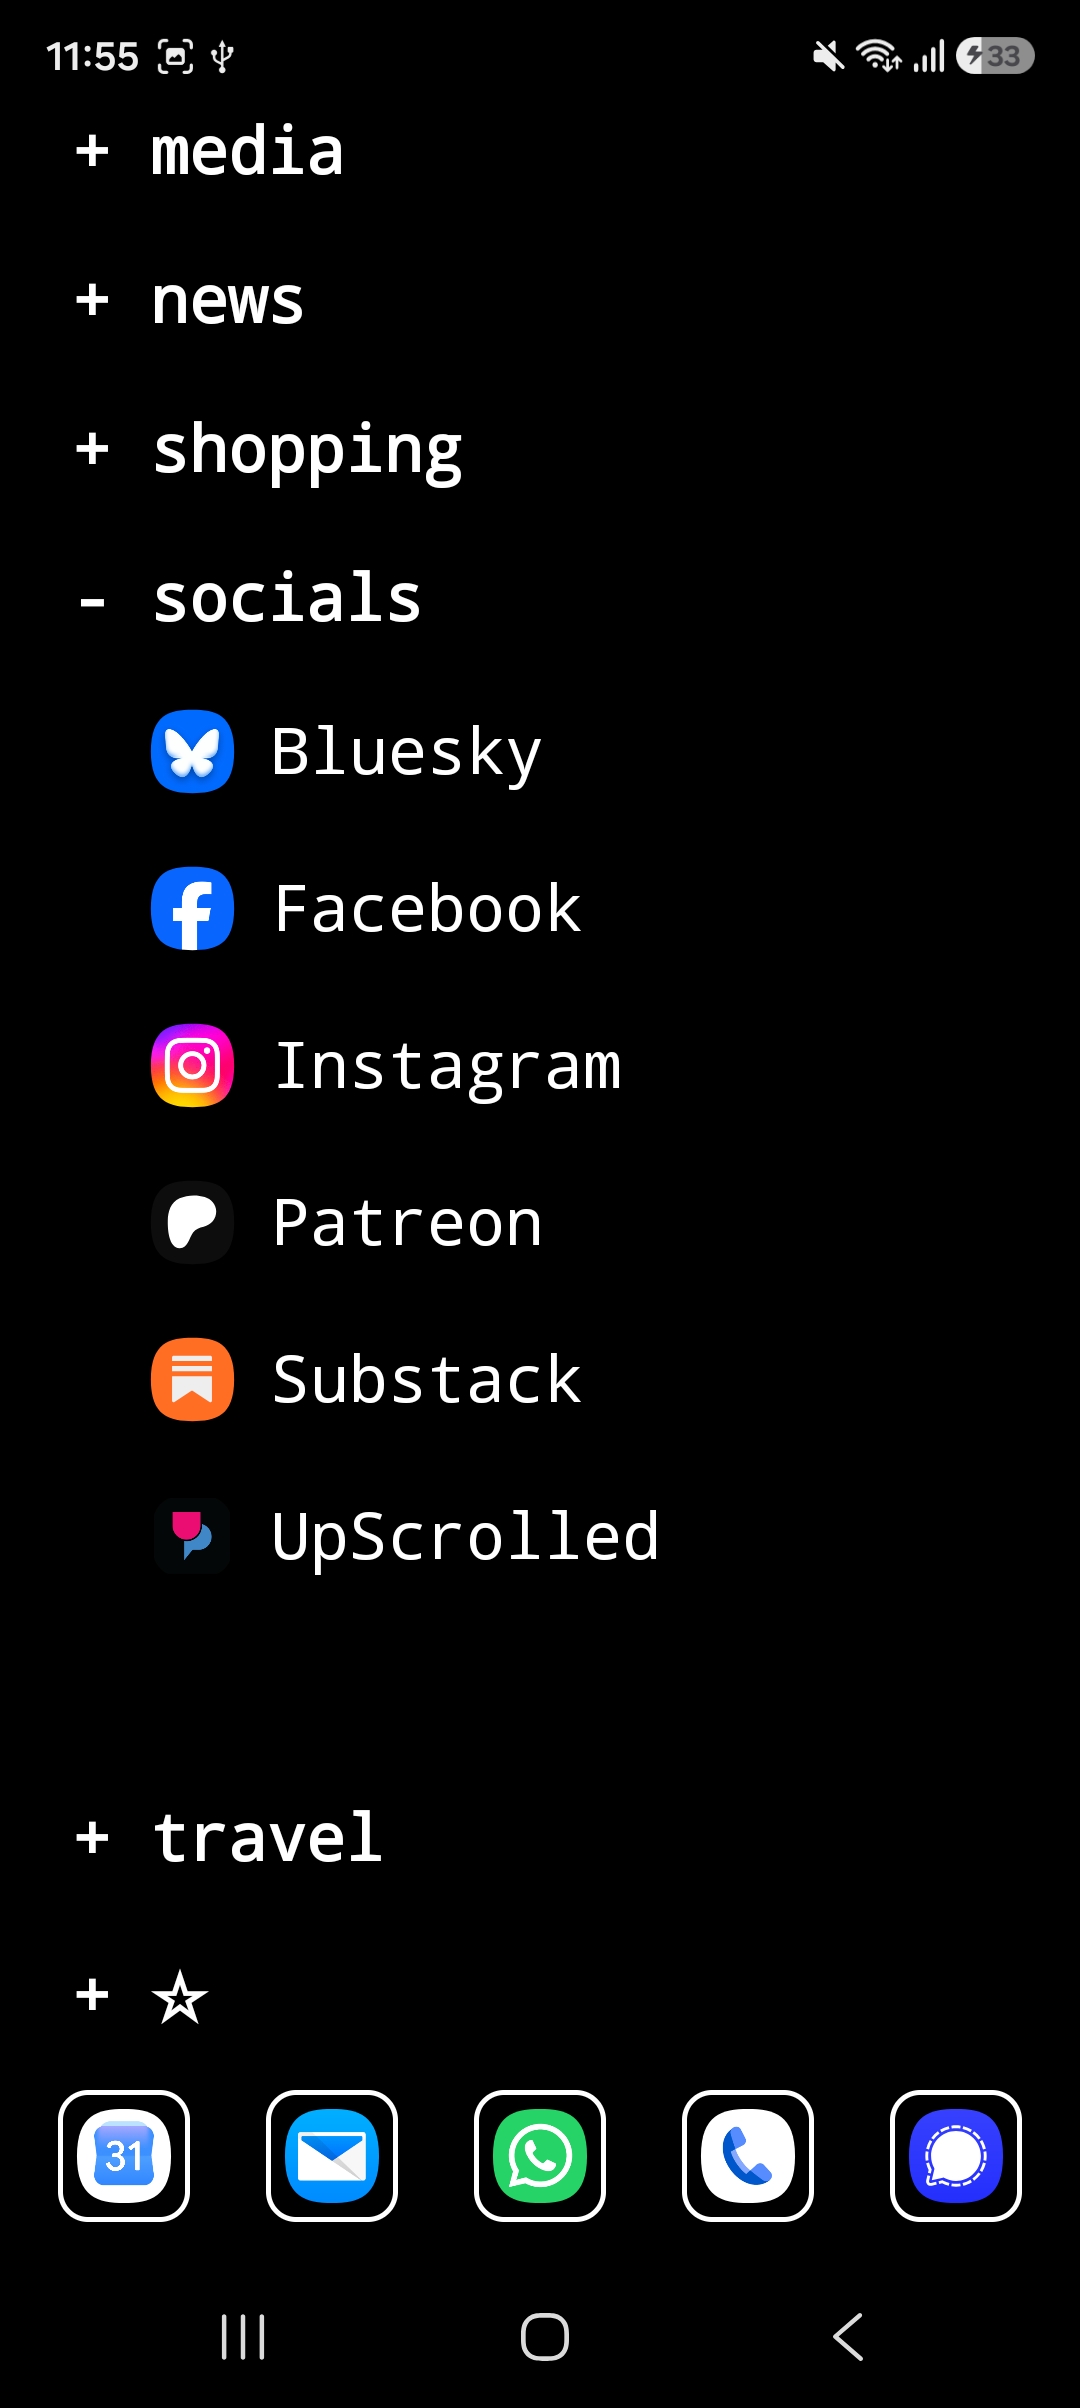 11:55 33
+ media
+ news
+ shopping
- socials
Bluesky
Facebook
Instagram
Patreon
Substack
UpScrolled
+ travel
+ ☆
31